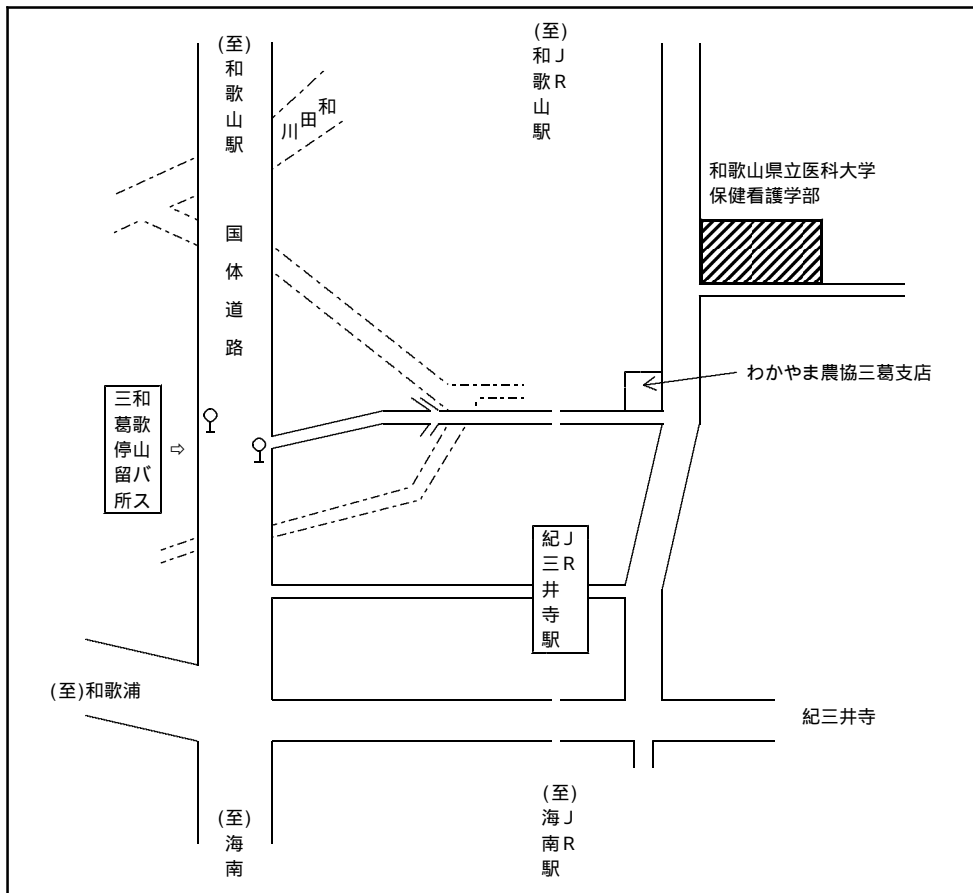 (至)和歌山駅
(至)ＪＲ
和歌山駅
和田川
和歌山県立医科大学
保健看護学部
国体道路
わかやま農協三葛支店
和歌山バス
三葛停留所
⇨
ＪＲ
紀三井寺駅
(至)和歌浦
紀三井寺
(至)海南
(至)ＪＲ
海南駅